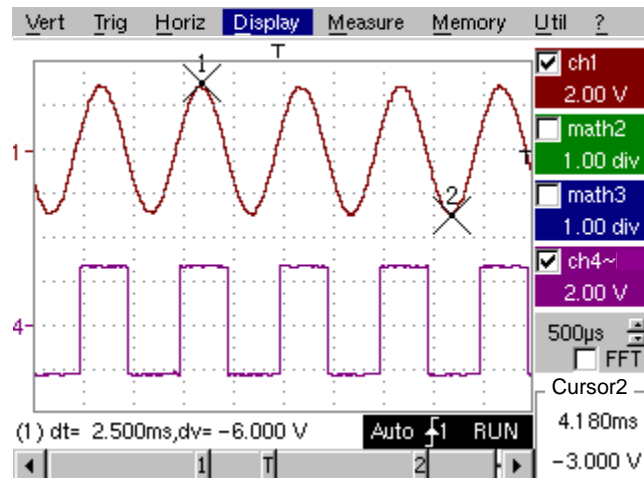 Vert Trig Horiz Display Measure Memory Util ?
T
1
ch1
2.00 V
1
T
math2
1.00 div
math3
1.00 div
2
ch4~
2.00 V
4
500µs
FFT
Cursor2
4.180ms
-3.000 V
(1) dt= 2.500ms,dv= -6.000 V
Auto 1 RUN
1 T 2